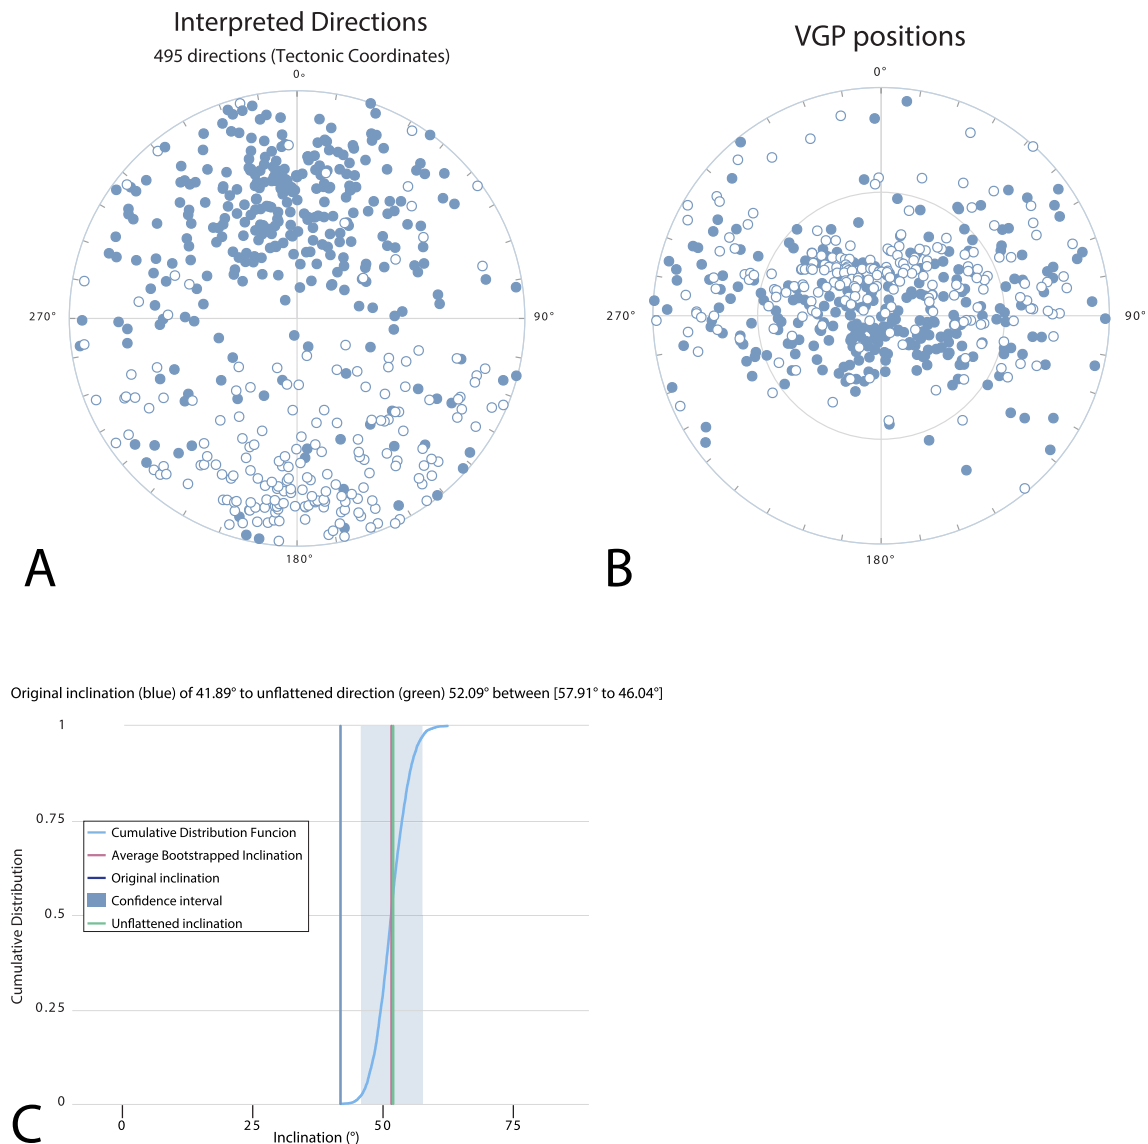 Interpreted Directions
495 directions (Tectonic Coordinates)
0°
270°
90°
180°
A
VGP positions
0°
270°
90°
180°
B
Original inclination (blue) of 41.89° to unflattened direction (green) 52.09° between [57.91° to 46.04°]
1
0.75
0.5
0.25
0
Cumulative Distribution
Cumulative Distribution Funcion
Average Bootstrapped Inclination
Original inclination
Confidence interval
Unflattened inclination
0
25
50
75
Inclination (°)
C